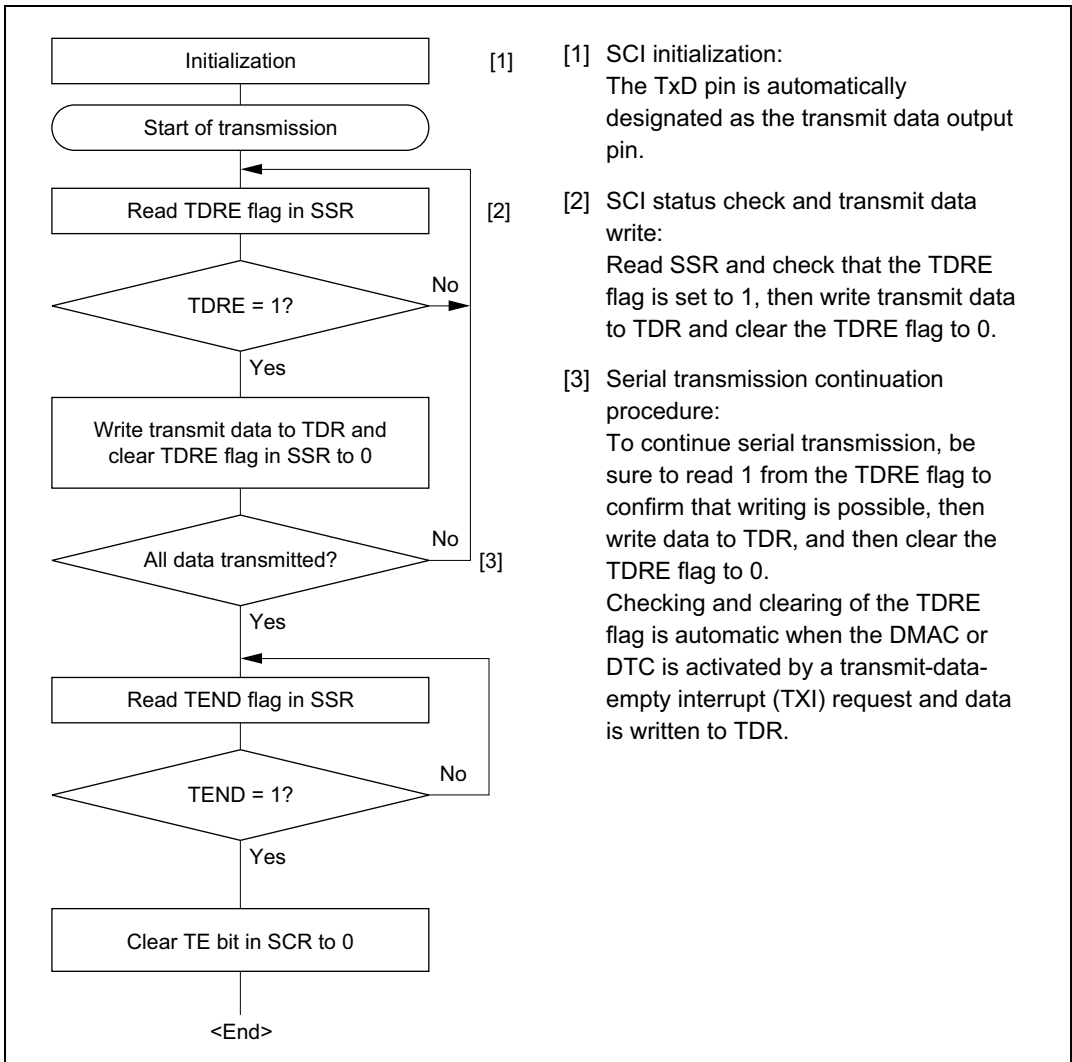 Initialization
[1]
Start of transmission
Read TDRE flag in SSR
[2]
No
TDRE = 1?
Yes
Write transmit data to TDR and
clear TDRE flag in SSR to 0
No
All data transmitted?
[3]
Yes
Read TEND flag in SSR
No
TEND = 1?
Yes
Clear TE bit in SCR to 0
<End>
[1] SCI initialization:
The TxD pin is automatically
designated as the transmit data output
pin.
[2] SCI status check and transmit data
write:
Read SSR and check that the TDRE
flag is set to 1, then write transmit data
to TDR and clear the TDRE flag to 0.
[3] Serial transmission continuation
procedure:
To continue serial transmission, be
sure to read 1 from the TDRE flag to
confirm that writing is possible, then
write data to TDR, and then clear the
TDRE flag to 0.
Checking and clearing of the TDRE
flag is automatic when the DMAC or
DTC is activated by a transmit-data-
empty interrupt (TXI) request and data
is written to TDR.